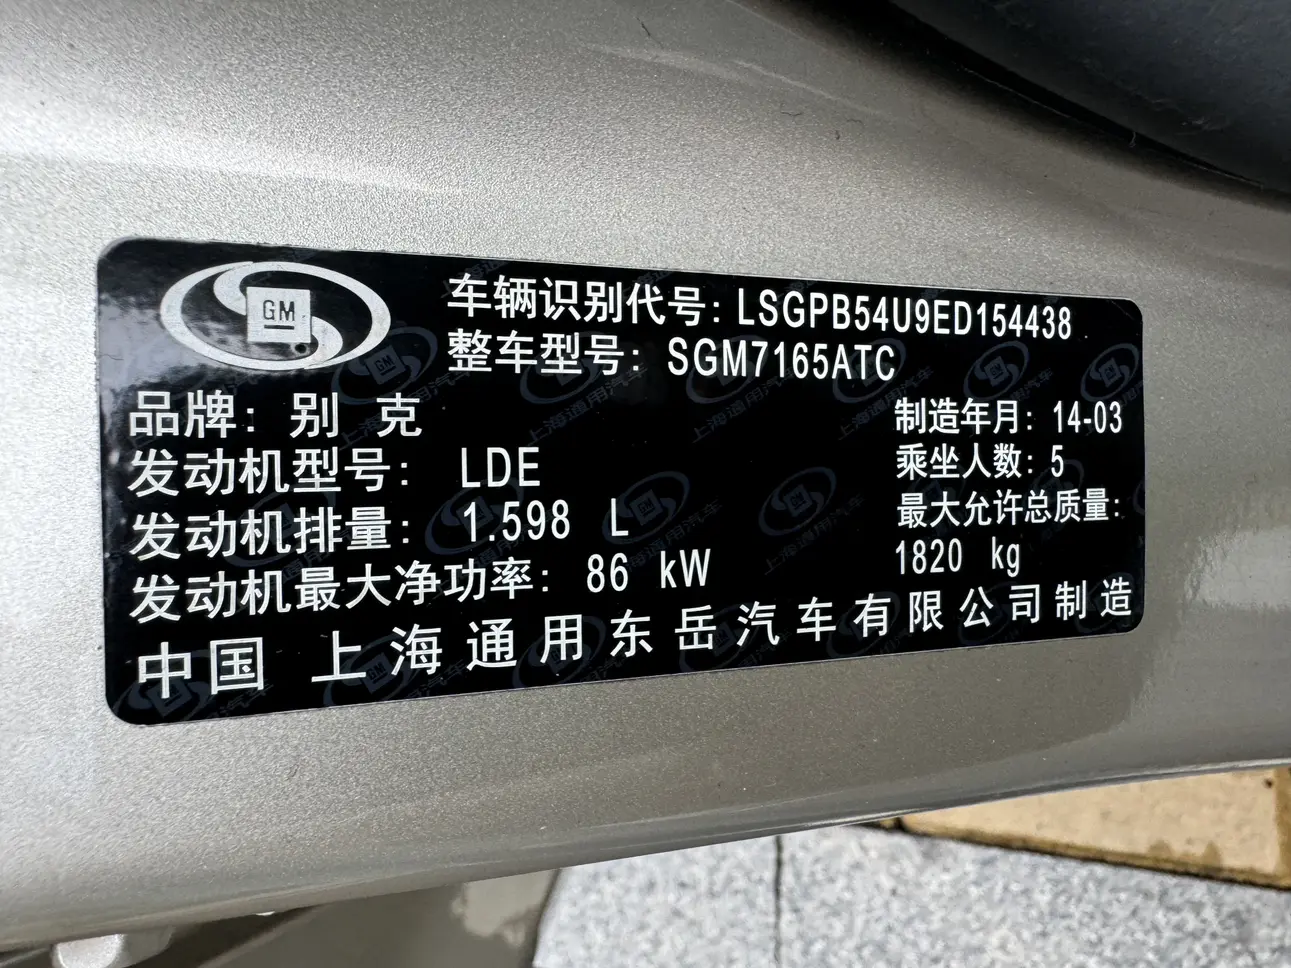 GM
车辆识别代号: LSGPB54U9ED154438
整车型号: SGM7165ATC
品牌: 别 克
制造年月: 14-03
发动机型号: LDE
乘坐人数: 5
发动机排量: 1.598 L
最大允许总质量:
1820 kg
发动机最大净功率: 86 kW
中国 上海通用东岳汽车有限公司制造